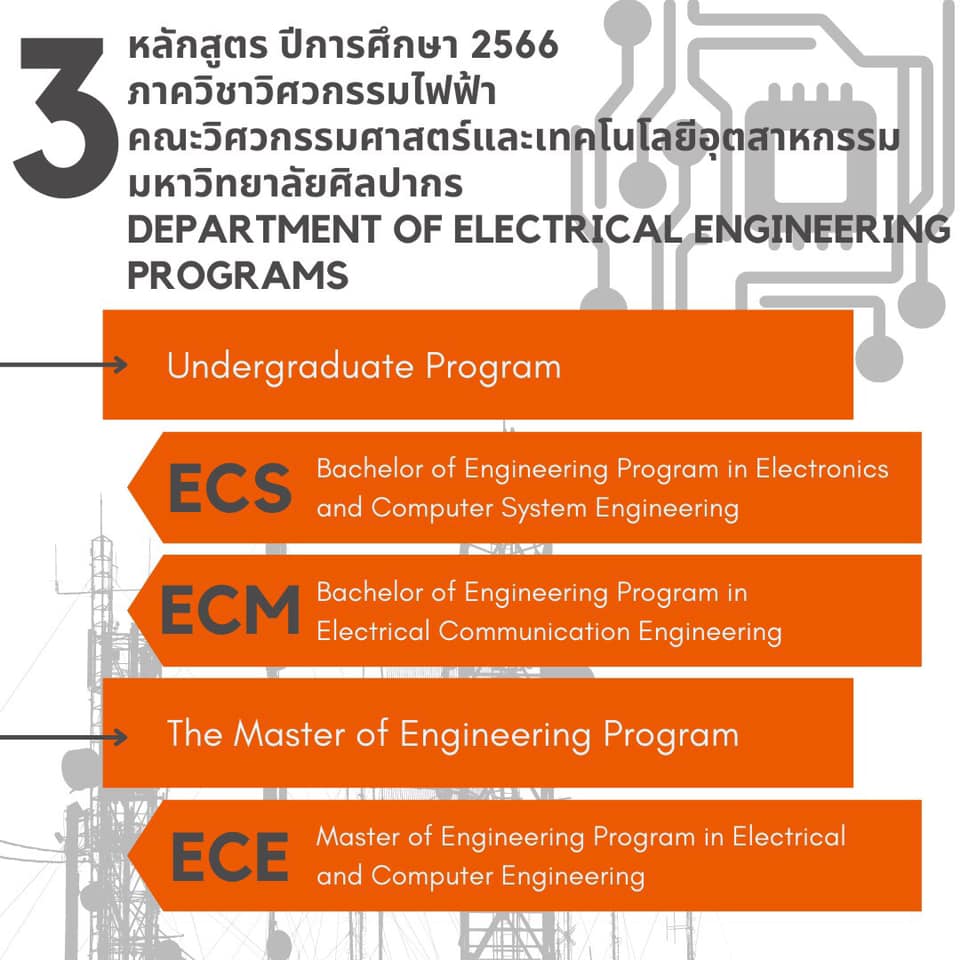 3
หลักสูตร ปีการศึกษา 2566
ภาควิชาวิศวกรรมไฟฟ้า
คณะวิศวกรรมศาสตร์และเทคโนโลยีอุตสาหกรรม
มหาวิทยาลัยศิลปากร
DEPARTMENT OF ELECTRICAL ENGINEERING
PROGRAMS
Undergraduate Program
ECS
Bachelor of Engineering Program in Electronics
and Computer System Engineering
ECM
Bachelor of Engineering Program in
Electrical Communication Engineering
The Master of Engineering Program
ECE
Master of Engineering Program in Electrical
and Computer Engineering